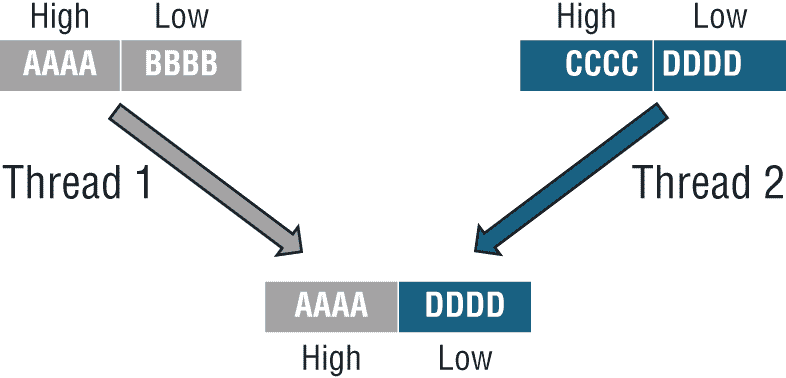 High Low
AAAA BBBB
High Low
CCCC DDDD
Thread 1
Thread 2
AAAA DDDD
High Low